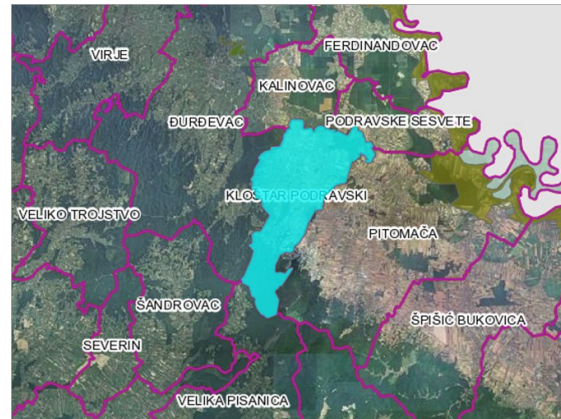 FERDINANDOVAC
VIRJE
KALINOVAC
ĐURĐEVAC
PODRAVSKE SESVETE
KLOŠTAR PODRAVSKI
VELIKO TROJSTVO
PITOMAČA
ŠANDROVAC
ŠPIŠIĆ BUKOVICA
SEVERIN
VELIKA PISANICA